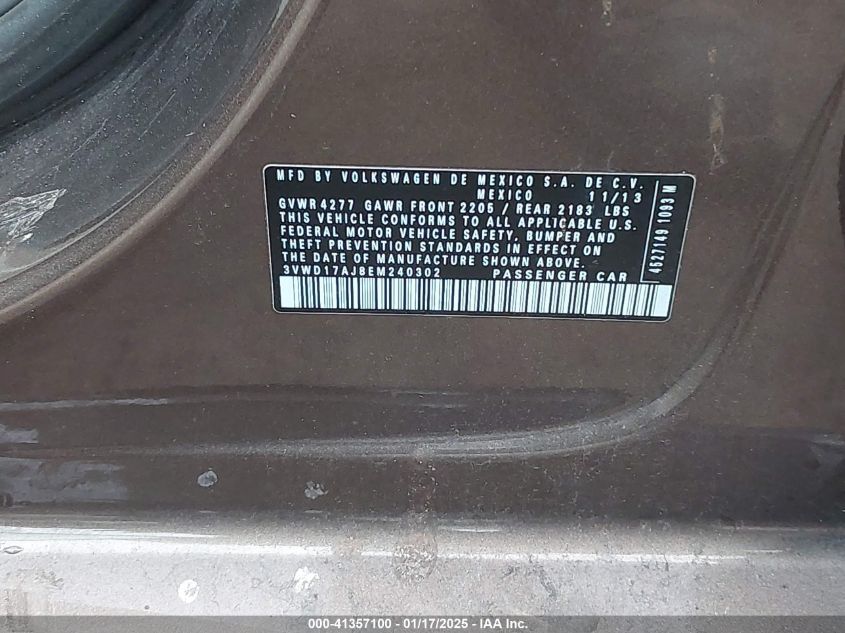 MFD BY VOLKSWAGEN DE MEXICO S.A. DE C.V.
MEXICO 11/13
GVWR 4277 GAWR FRONT 2205 / REAR 2183 LBS
THIS VEHICLE CONFORMS TO ALL APPLICABLE U.S.
FEDERAL MOTOR VEHICLE SAFETY, BUMPER AND
THEFT PREVENTION STANDARDS IN EFFECT ON
THE DATE OF MANUFACTURE SHOWN ABOVE.
3VWD17AJ8EM240302 PASSENGER CAR
4527149 1093 M
000-41357100 - 01/17/2025 - IAA Inc.